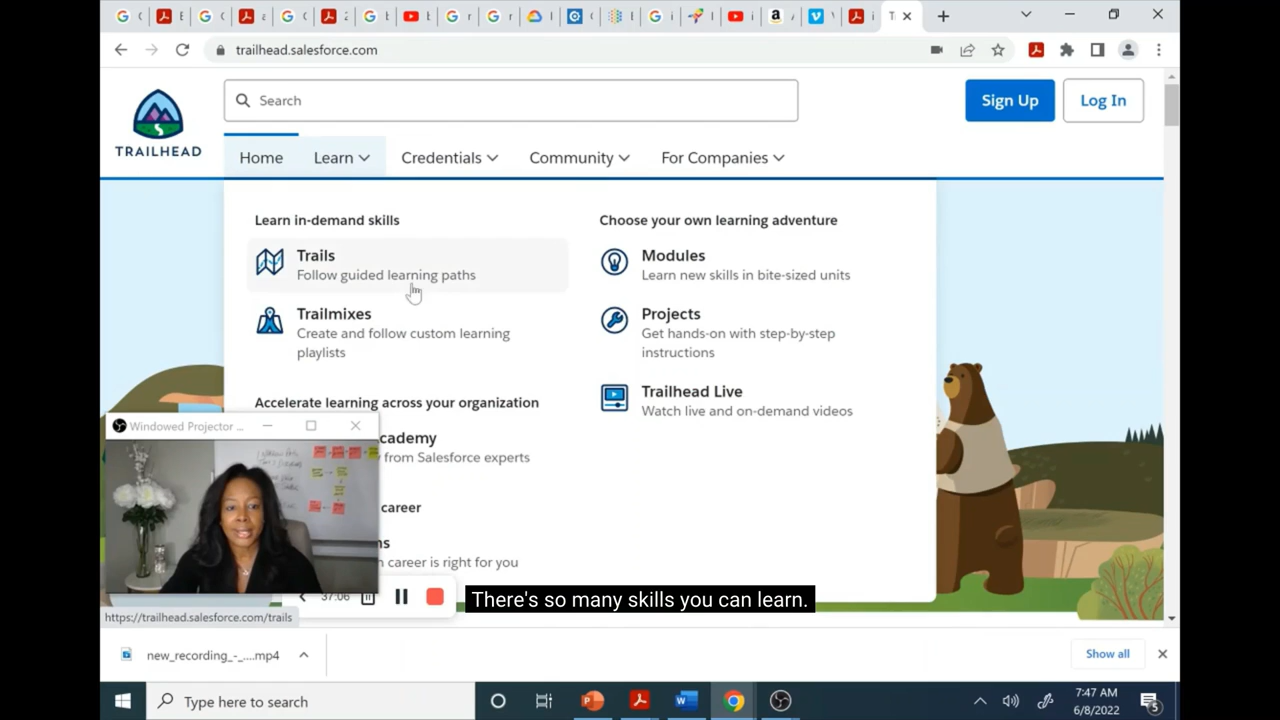 trailhead.salesforce.com
Search
Sign Up
Log In
TRAILHEAD
Home
Learn
Credentials
Community
For Companies
Learn in-demand skills
Choose your own learning adventure
Trails
Follow guided learning paths
Modules
Learn new skills in bite-sized units
Trailmixes
Create and follow custom learning
playlists
Projects
Get hands-on with step-by-step
instructions
Accelerate learning across your organization
Trailhead Live
Watch live and on-demand videos
Windowed Projector ...
cademy
from Salesforce experts
career
career is right for you
37:06
There's so many skills you can learn.
https://trailhead.salesforce.com/trails
new_recording_-_....mp4
Show all
Type here to search
7:47 AM
6/8/2022
5